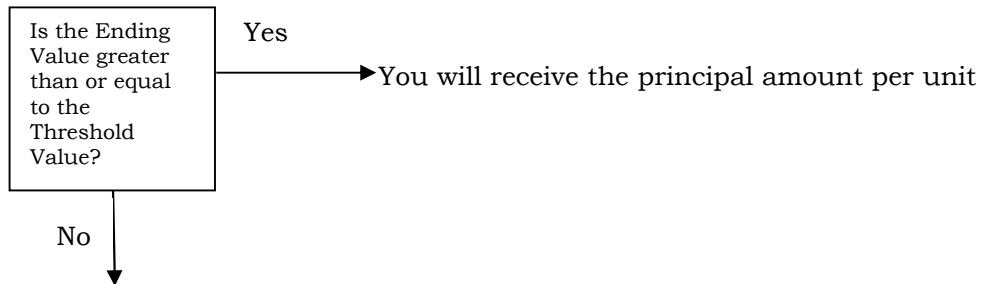 Is the Ending
Value greater
than or equal
to the
Threshold
Value?
Yes
You will receive the principal amount per unit
No